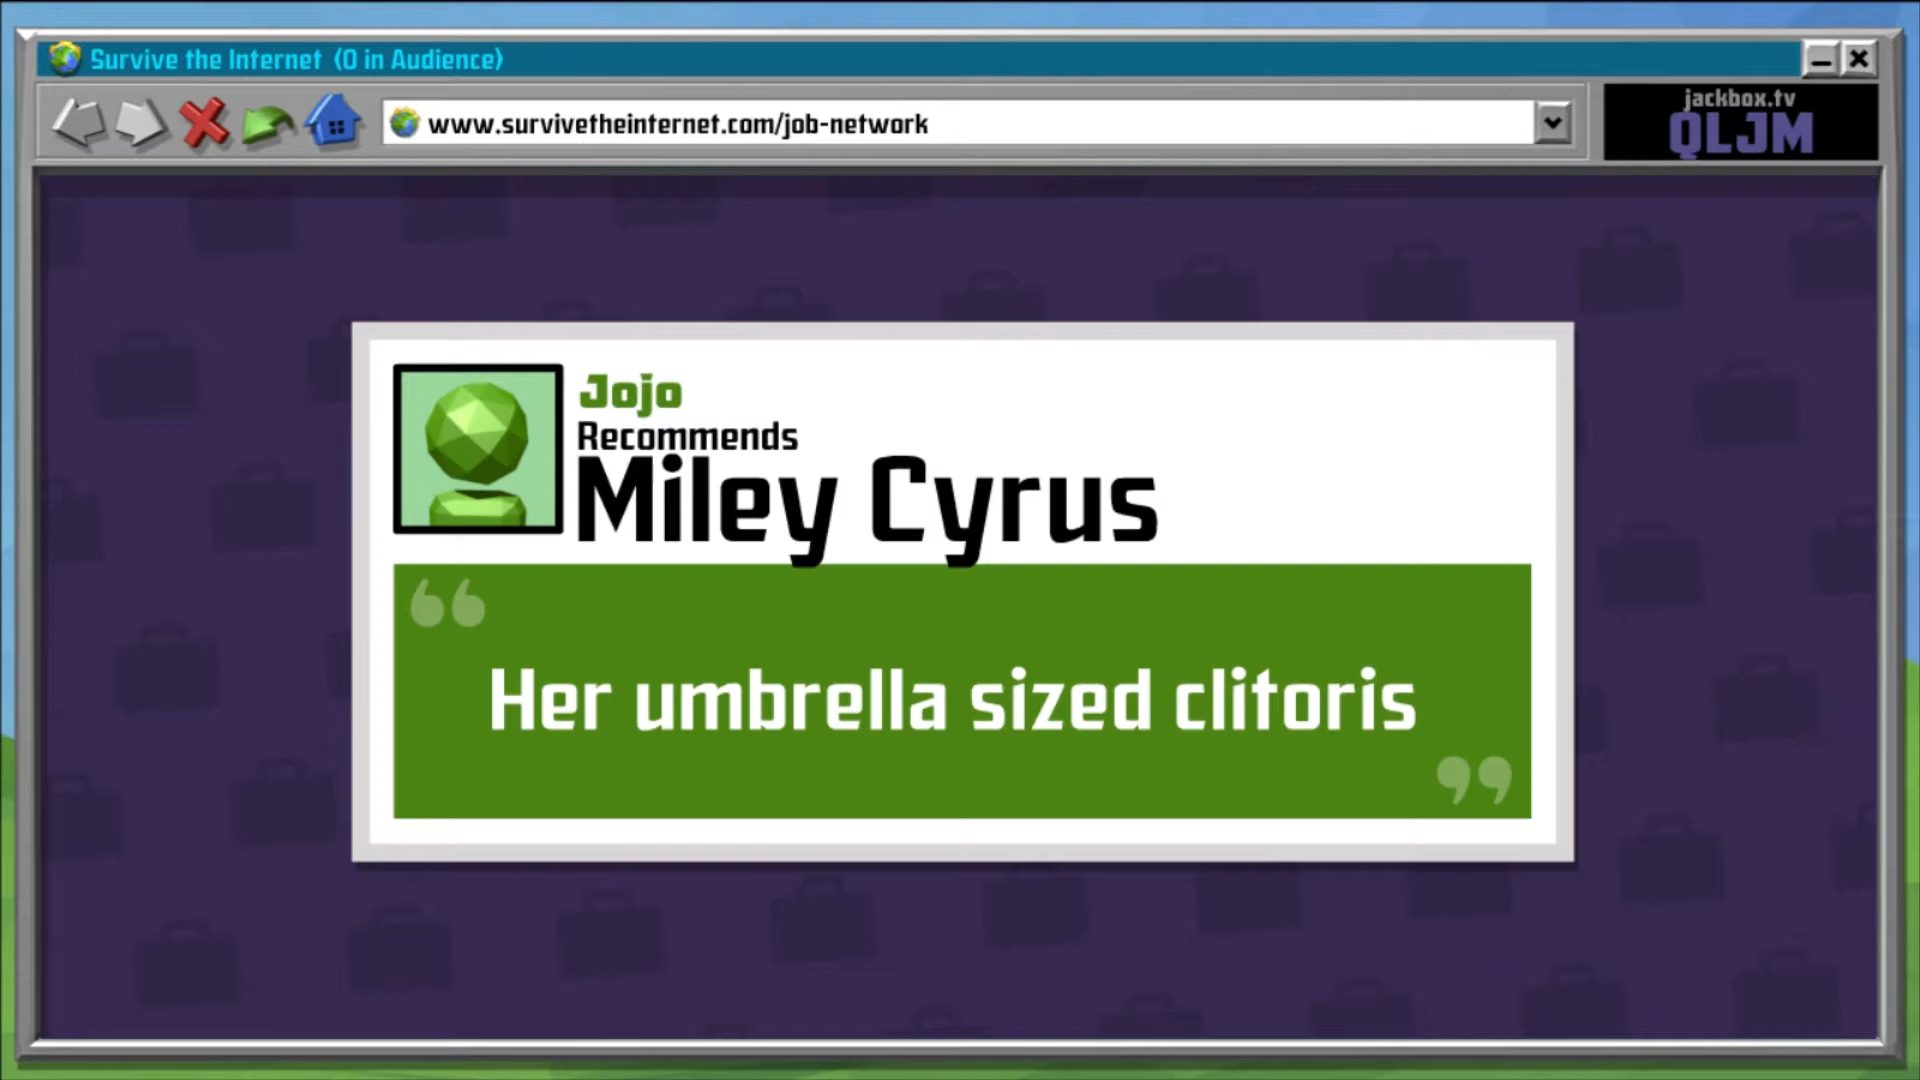 Survive the Internet (0 in Audience)
www.survivetheinternet.com/job-network
jackbox.tv
QLJM
Jojo
Recommends
Miley Cyrus
“
Her umbrella sized clitoris
”